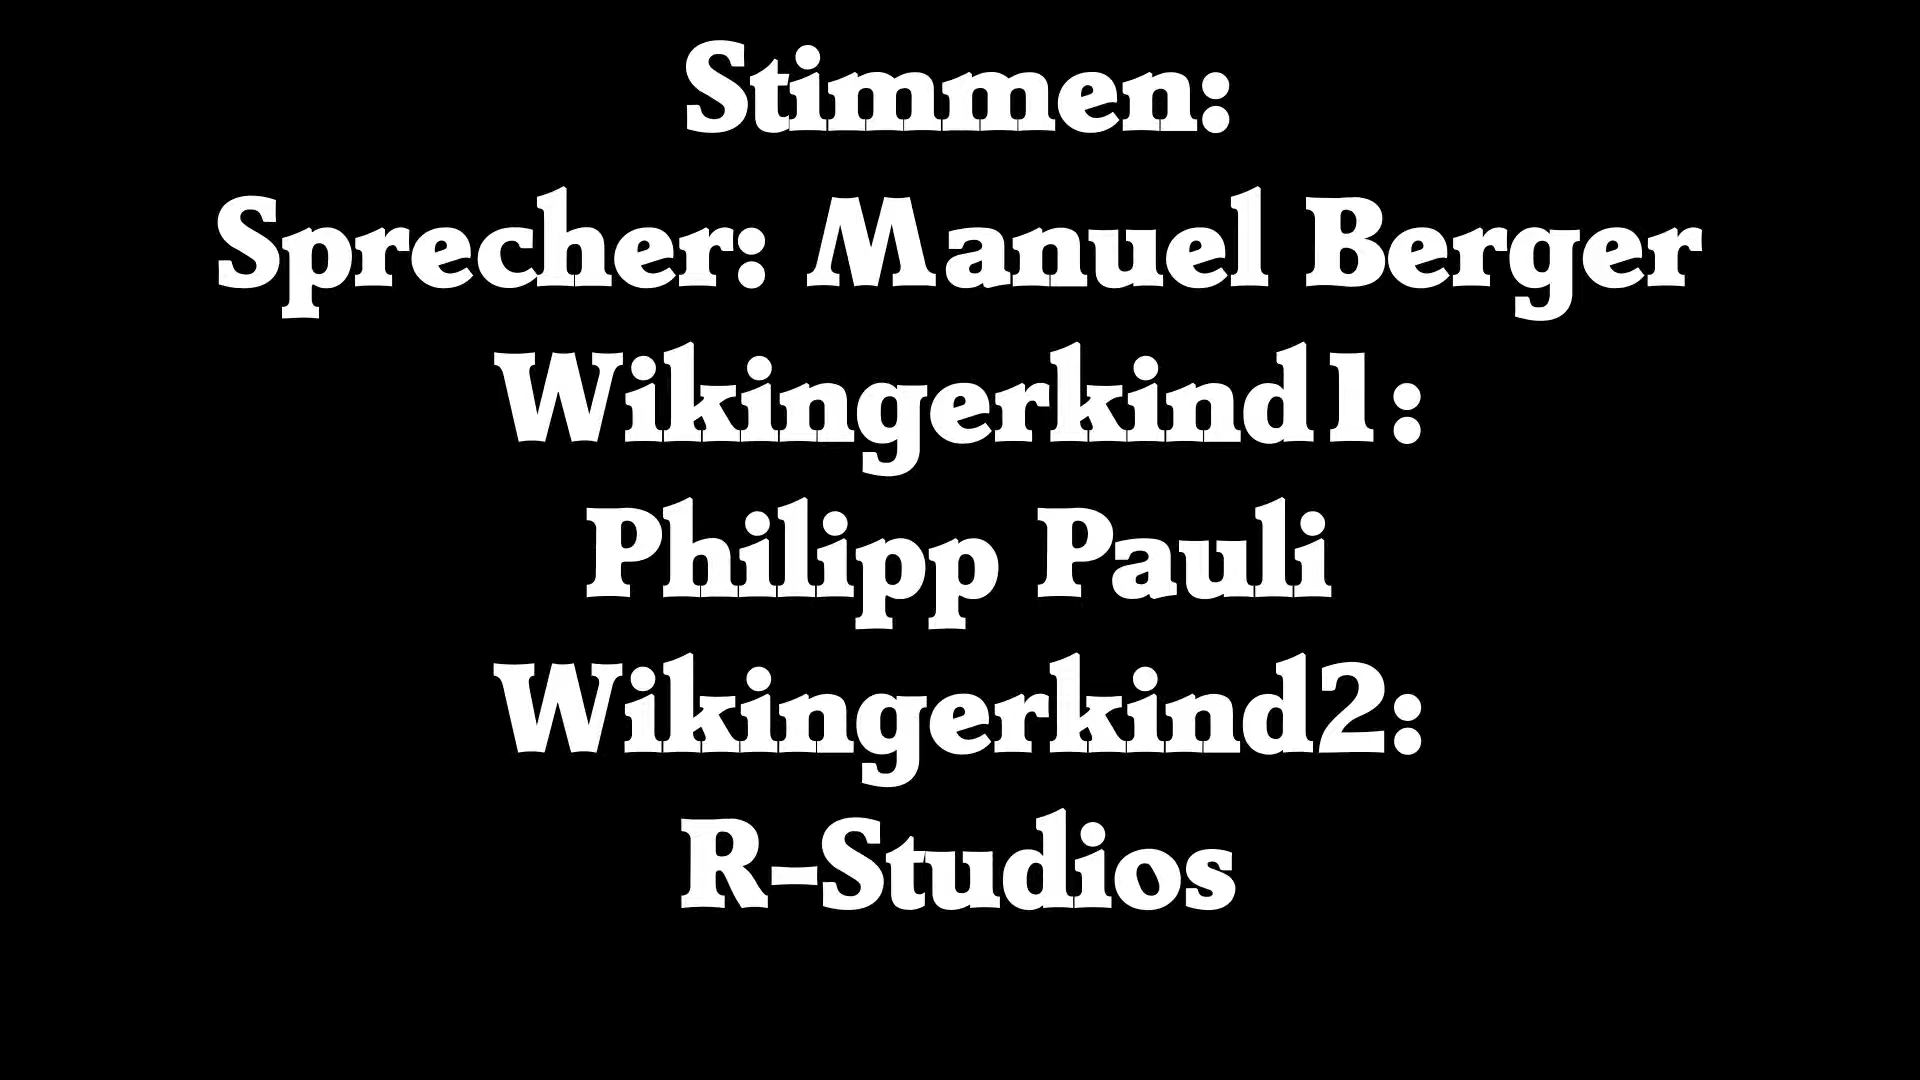 Stimmen:
Sprecher: Manuel Berger
Wikingerkind1:
Philipp Pauli
Wikingerkind2:
R-Studios